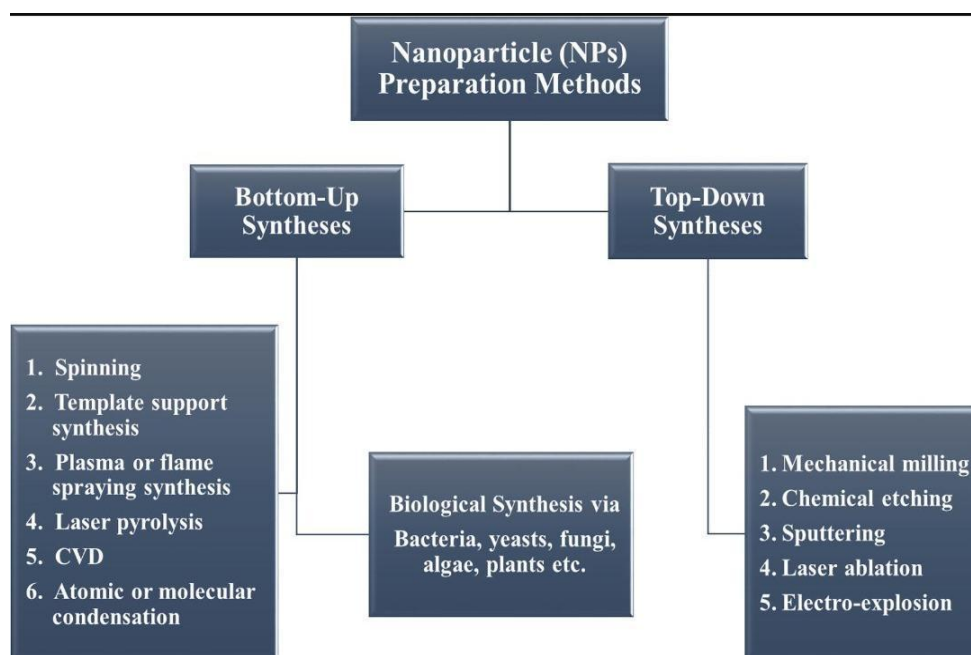 Nanoparticle (NPs)
Preparation Methods
Bottom-Up
Syntheses
Top-Down
Syntheses
1. Spinning
2. Template support
synthesis
3. Plasma or flame
spraying synthesis
4. Laser pyrolysis
5. CVD
6. Atomic or molecular
condensation
Biological Synthesis via
Bacteria, yeasts, fungi,
algae, plants etc.
1. Mechanical milling
2. Chemical etching
3. Sputtering
4. Laser ablation
5. Electro-explosion